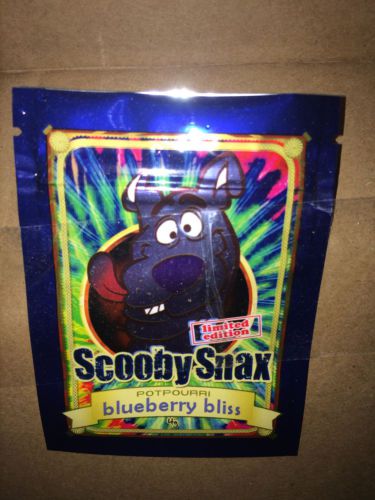 limited
edition
ScoobySnax
POTPOURRI
blueberry bliss